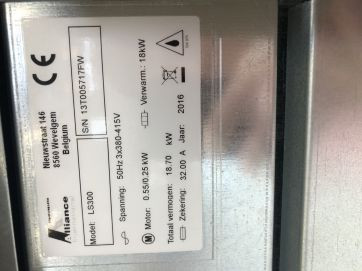 Alliance
Nieuwstraat 146
8560 Wevelgem
Belgium
CE
Model: LS300
S/N 13T005717FW
Spanning: 50Hz 3x380-415V
M Motor: 0.55/0.25 kW
Verwarm.: 18kW
Totaal vermogen: 18.70 kW
Zekering: 32.00 A Jaar: 2016